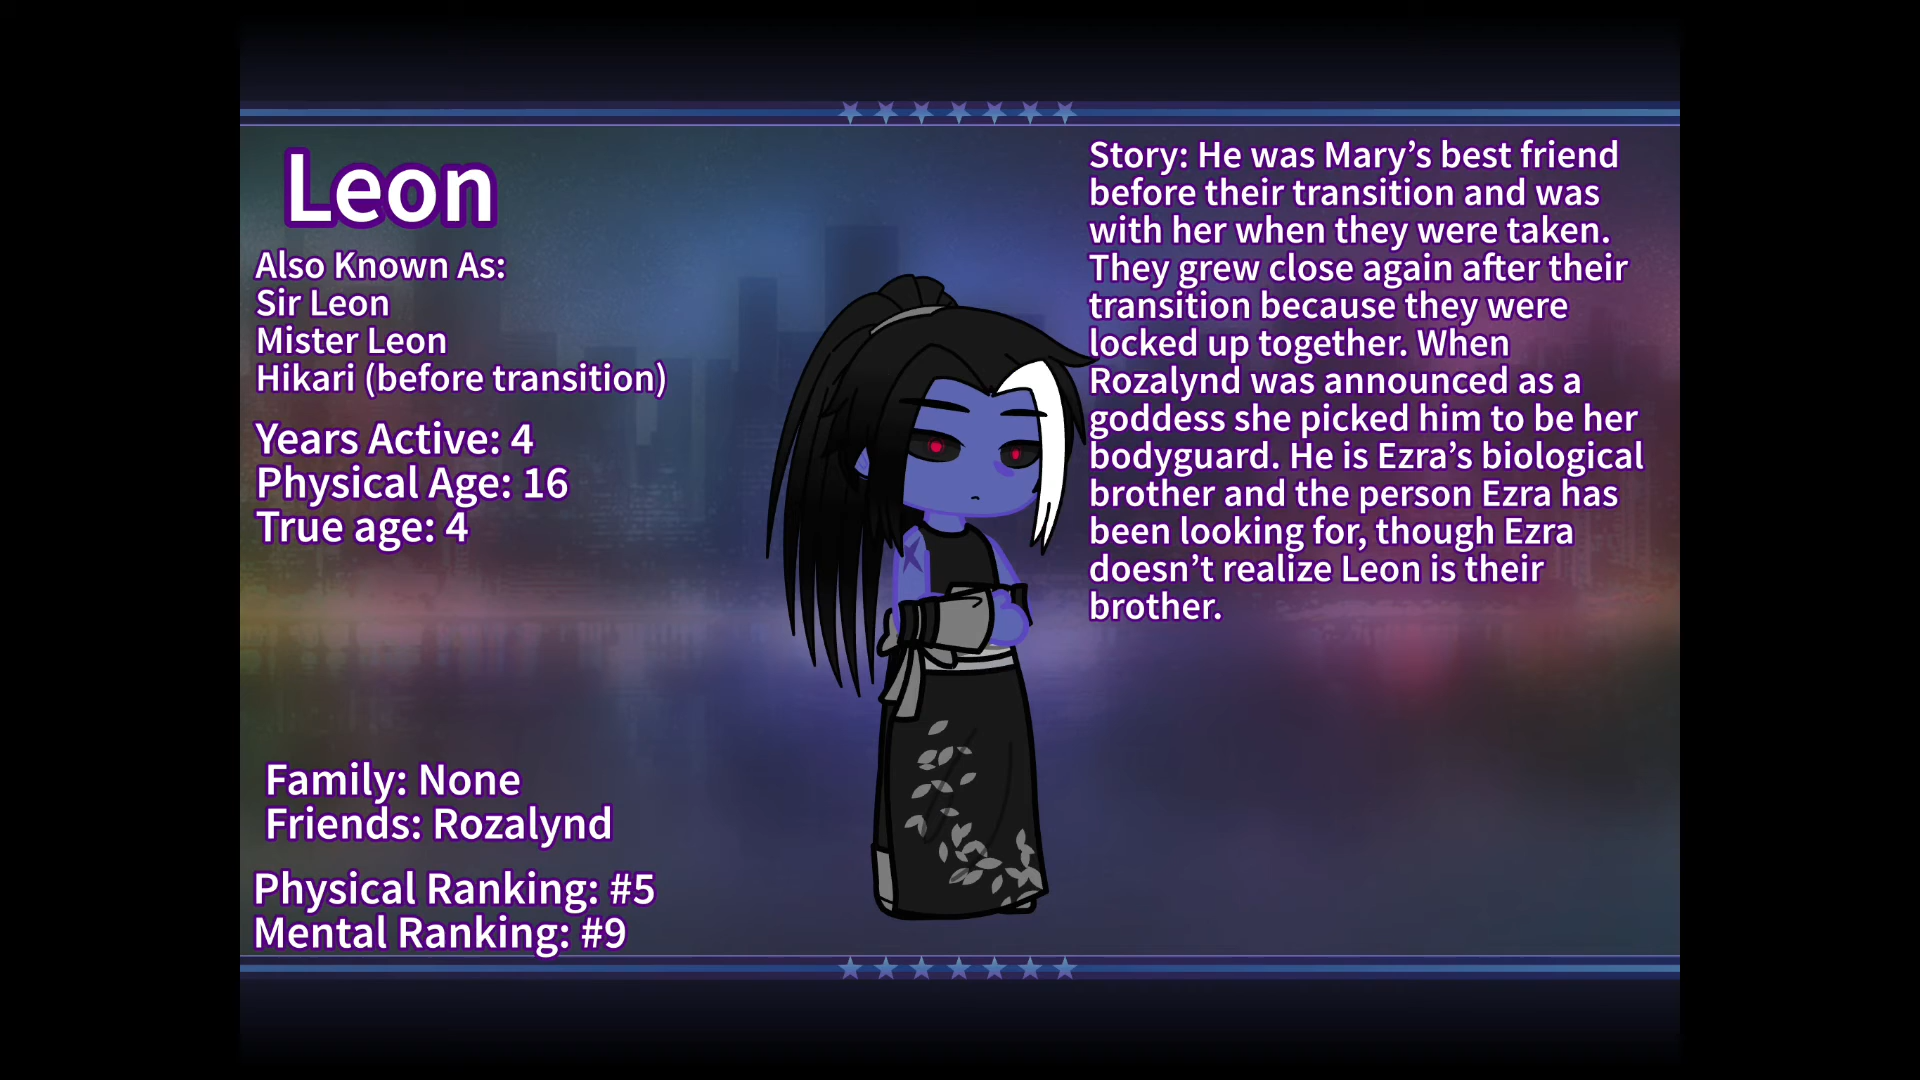 Leon
Also Known As:
Sir Leon
Mister Leon
Hikari (before transition)
Years Active: 4
Physical Age: 16
True age: 4
Family: None
Friends: Rozalynd
Physical Ranking: #5
Mental Ranking: #9
Story: He was Mary’s best friend
before their transition and was
with her when they were taken.
They grew close again after their
transition because they were
locked up together. When
Rozalynd was announced as a
goddess she picked him to be her
bodyguard. He is Ezra’s biological
brother and the person Ezra has
been looking for, though Ezra
doesn’t realize Leon is their
brother.